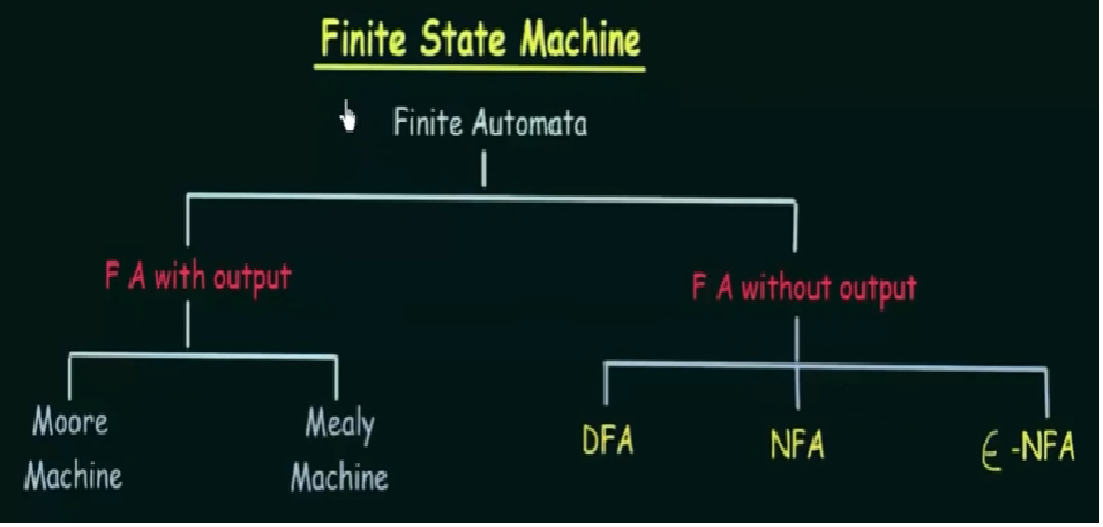 Finite State Machine
Finite Automata
F A with output
F A without output
Moore
Machine
Mealy
Machine
DFA
NFA
ϵ -NFA